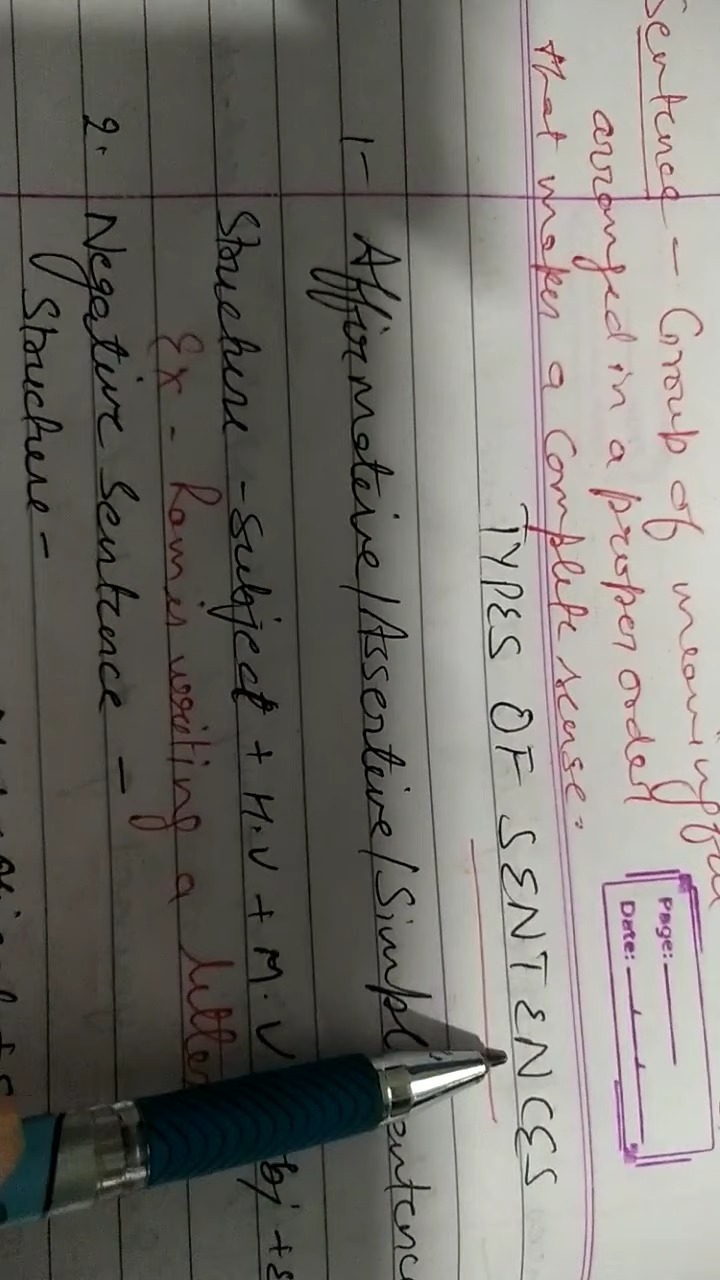 Sentence - Group of meaningful
arranged in a proper order
that makes a complete sense.
Page:
Date:
TYPES OF SENTENCES
1- Affirmative/Assertive/Simple Sentence
Structure - Subject + H.V + M.V
Ex - Ram is writing a letter
2. Negative Sentence -
Structure -